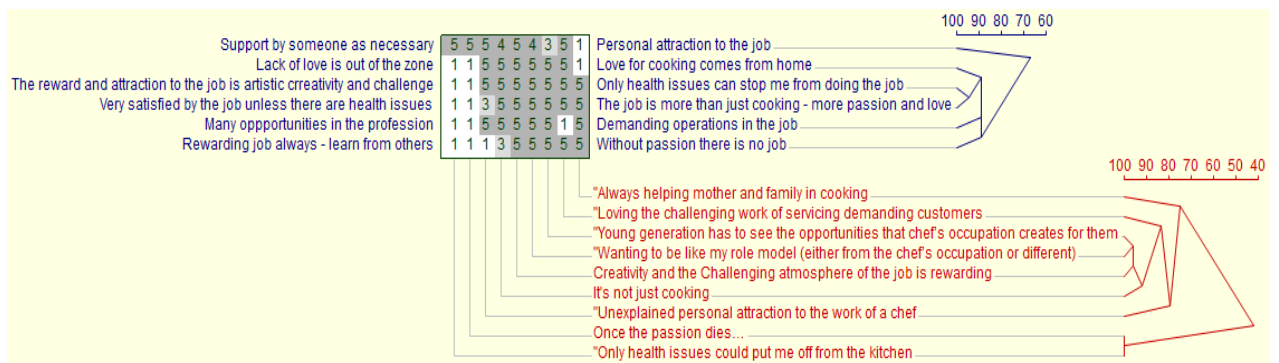 100 90 80 70 60
Support by someone as necessary 5 5 5 4 5 4 3 5 1 Personal attraction to the job
Lack of love is out of the zone 1 1 5 5 5 5 5 5 1 Love for cooking comes from home
The reward and attraction to the job is artistic crreativity and challenge 1 1 5 5 5 5 5 5 5 Only health issues can stop me from doing the job
Very satisfied by the job unless there are health issues 1 1 3 5 5 5 5 5 5 The job is more than just cooking - more passion and love
Many oppportunities in the profession 1 1 5 5 5 5 5 1 5 Demanding operations in the job
Rewarding job always - learn from others 1 1 1 3 5 5 5 5 5 Without passion there is no job
100 90 80 70 60 50 40
"Always helping mother and family in cooking
"Loving the challenging work of servicing demanding customers
"Young generation has to see the opportunities that chef's occupation creates for them
"Wanting to be like my role model (either from the chef's occupation or different)
Creativity and the Challenging atmosphere of the job is rewarding
It's not just cooking
"Unexplained personal attraction to the work of a chef
Once the passion dies...
"Only health issues could put me off from the kitchen